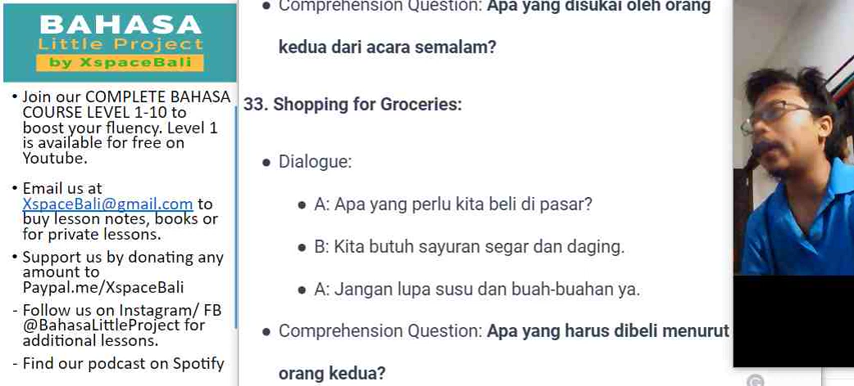 BAHASA
Little Project
by XspaceBali
• Join our COMPLETE BAHASA
COURSE LEVEL 1-10 to
boost your fluency. Level 1
is available for free on
Youtube.
• Email us at
XspaceBali@gmail.com to
buy lesson notes, books or
for private lessons.
• Support us by donating any
amount to
Paypal.me/XspaceBali
- Follow us on Instagram/ FB
@BahasaLittleProject for
additional lessons.
- Find our podcast on Spotify
• Comprehension Question: Apa yang disukai oleh orang
kedua dari acara semalam?
33. Shopping for Groceries:
• Dialogue:
• A: Apa yang perlu kita beli di pasar?
• B: Kita butuh sayuran segar dan daging.
• A: Jangan lupa susu dan buah-buahan ya.
• Comprehension Question: Apa yang harus dibeli menurut
orang kedua?